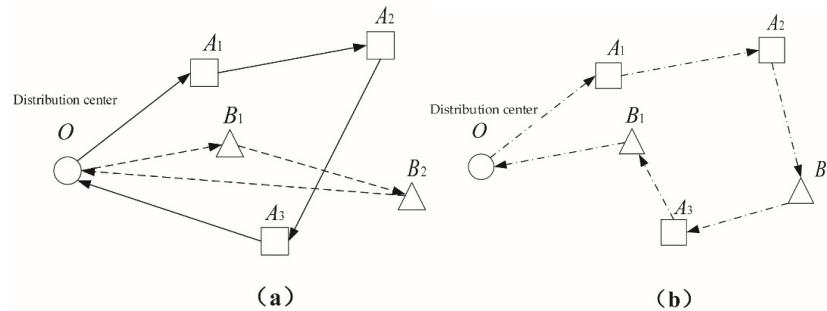 A1
A2
Distribution center
O
B1
B2
A3
(a)
A1
A2
Distribution center
O
B1
B
A3
(b)